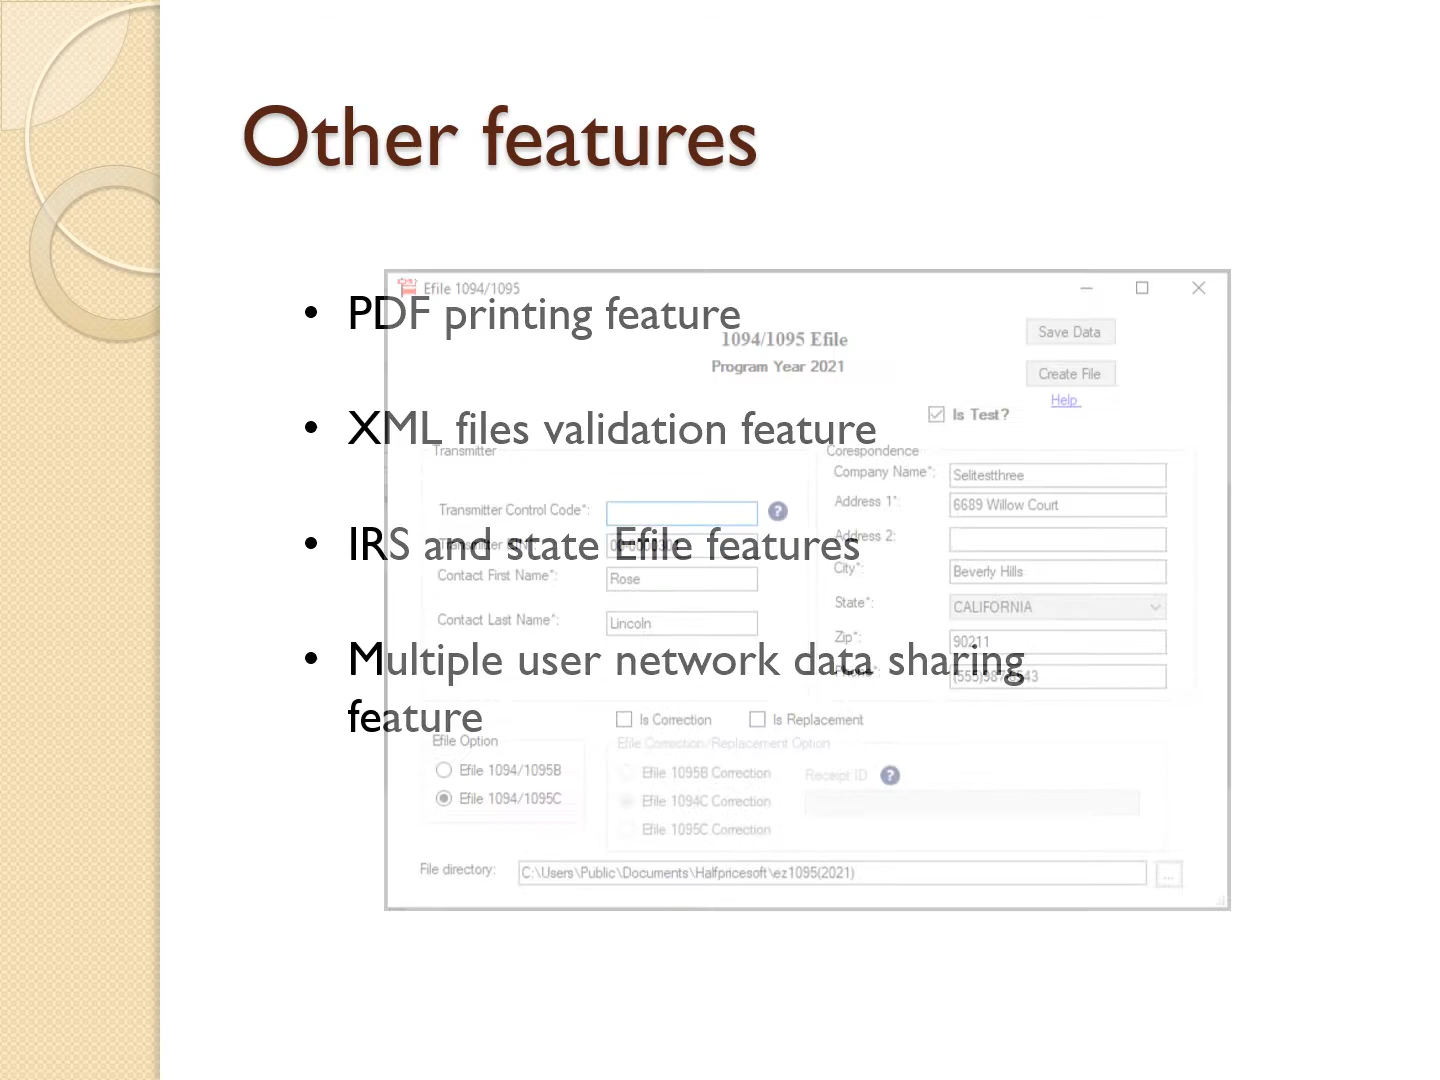 Other features
• PDF printing feature
• XML files validation feature
• IRS and state Efile features
• Multiple user network data sharing
feature
Efile 1094/1095
1094/1095 Efile
Program Year 2021
Save Data
Create File
Help
Is Test?
Transmitter
Transmitter Control Code*:
Contact First Name*:
Rose
Contact Last Name*:
Lincoln
Corespondence
Company Name*:
Selitestthree
Address 1*:
6689 Willow Court
Address 2:
City*:
Beverly Hills
State*:
CALIFORNIA
Zip*:
90211
Is Correction
Is Replacement
Efile Option
Efile 1094/1095B
Efile 1094/1095C
Efile Correction/Replacement Option
Efile 1095B Correction
Efile 1094C Correction
Efile 1095C Correction
Receipt ID
File directory:
C:\Users\Public\Documents\Halfpricesoft\ez1095(2021)
...